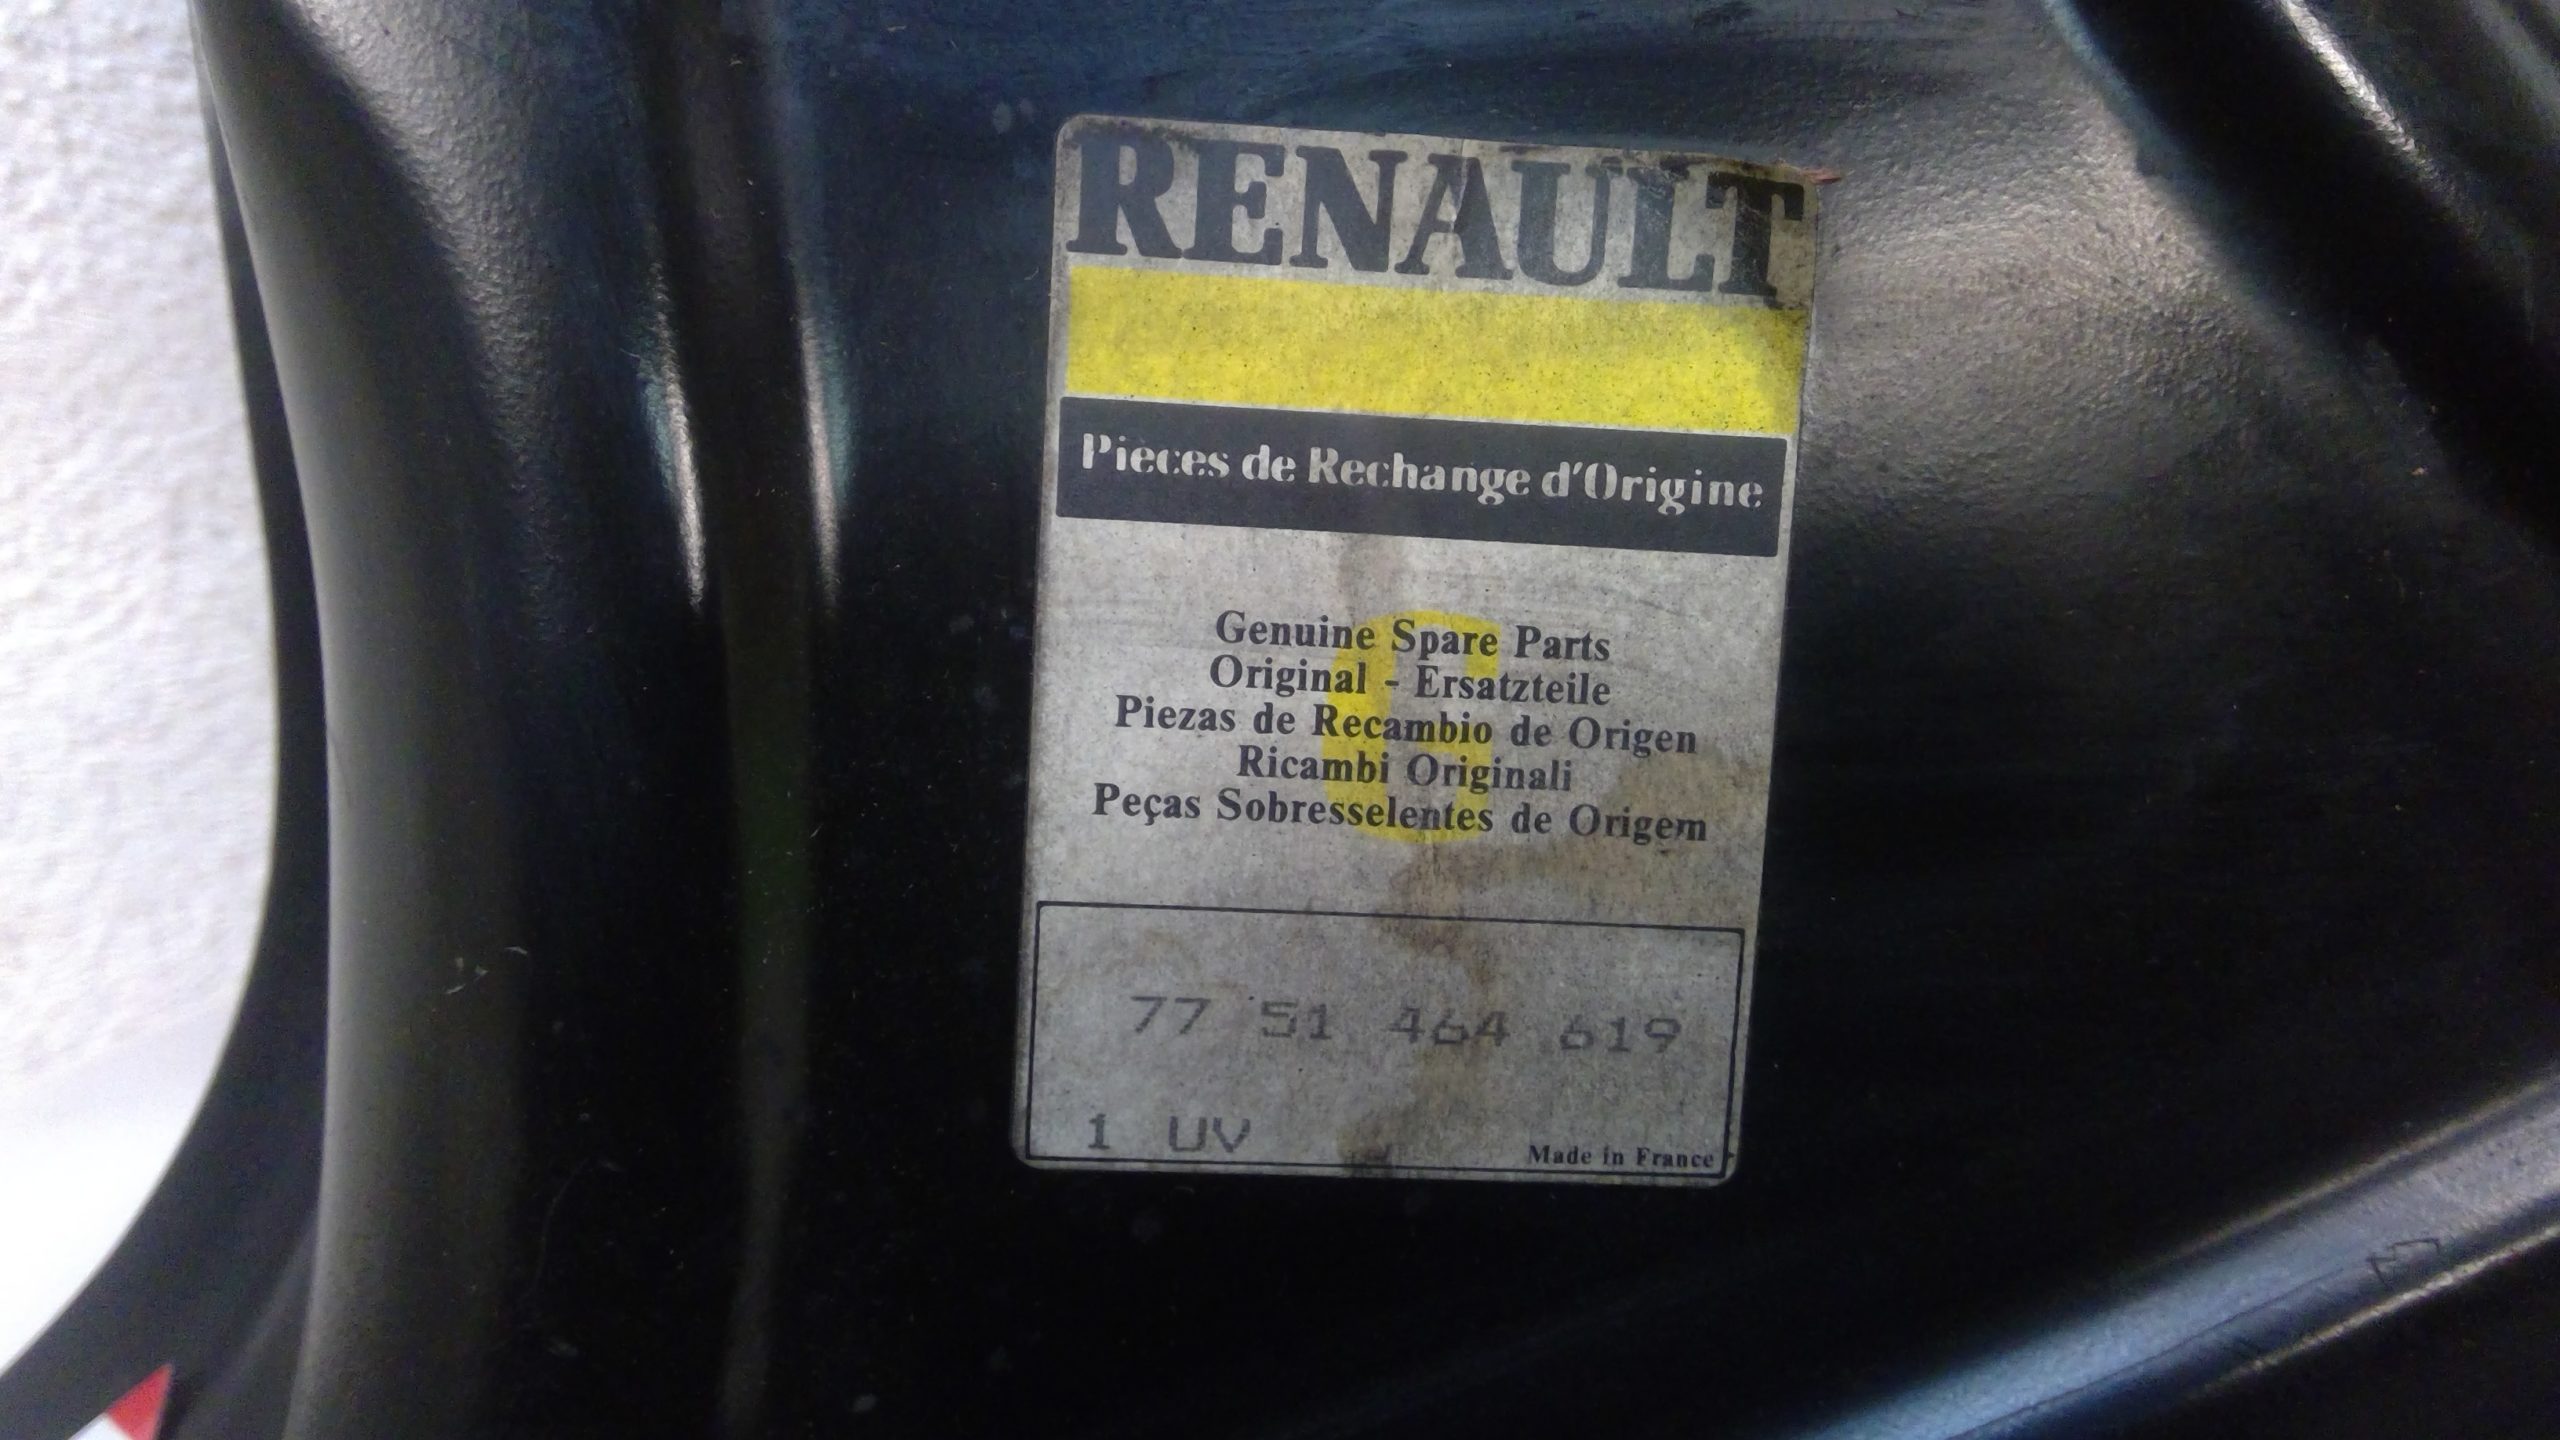 RENAULT
Pieces de Rechange d'Origine
Genuine Spare Parts
Original - Ersatzteile
Piezas de Recambio de Origen
Ricambi Originali
Peças Sobresselentes de Origem
77 51 464 619
1 UV
Made in France